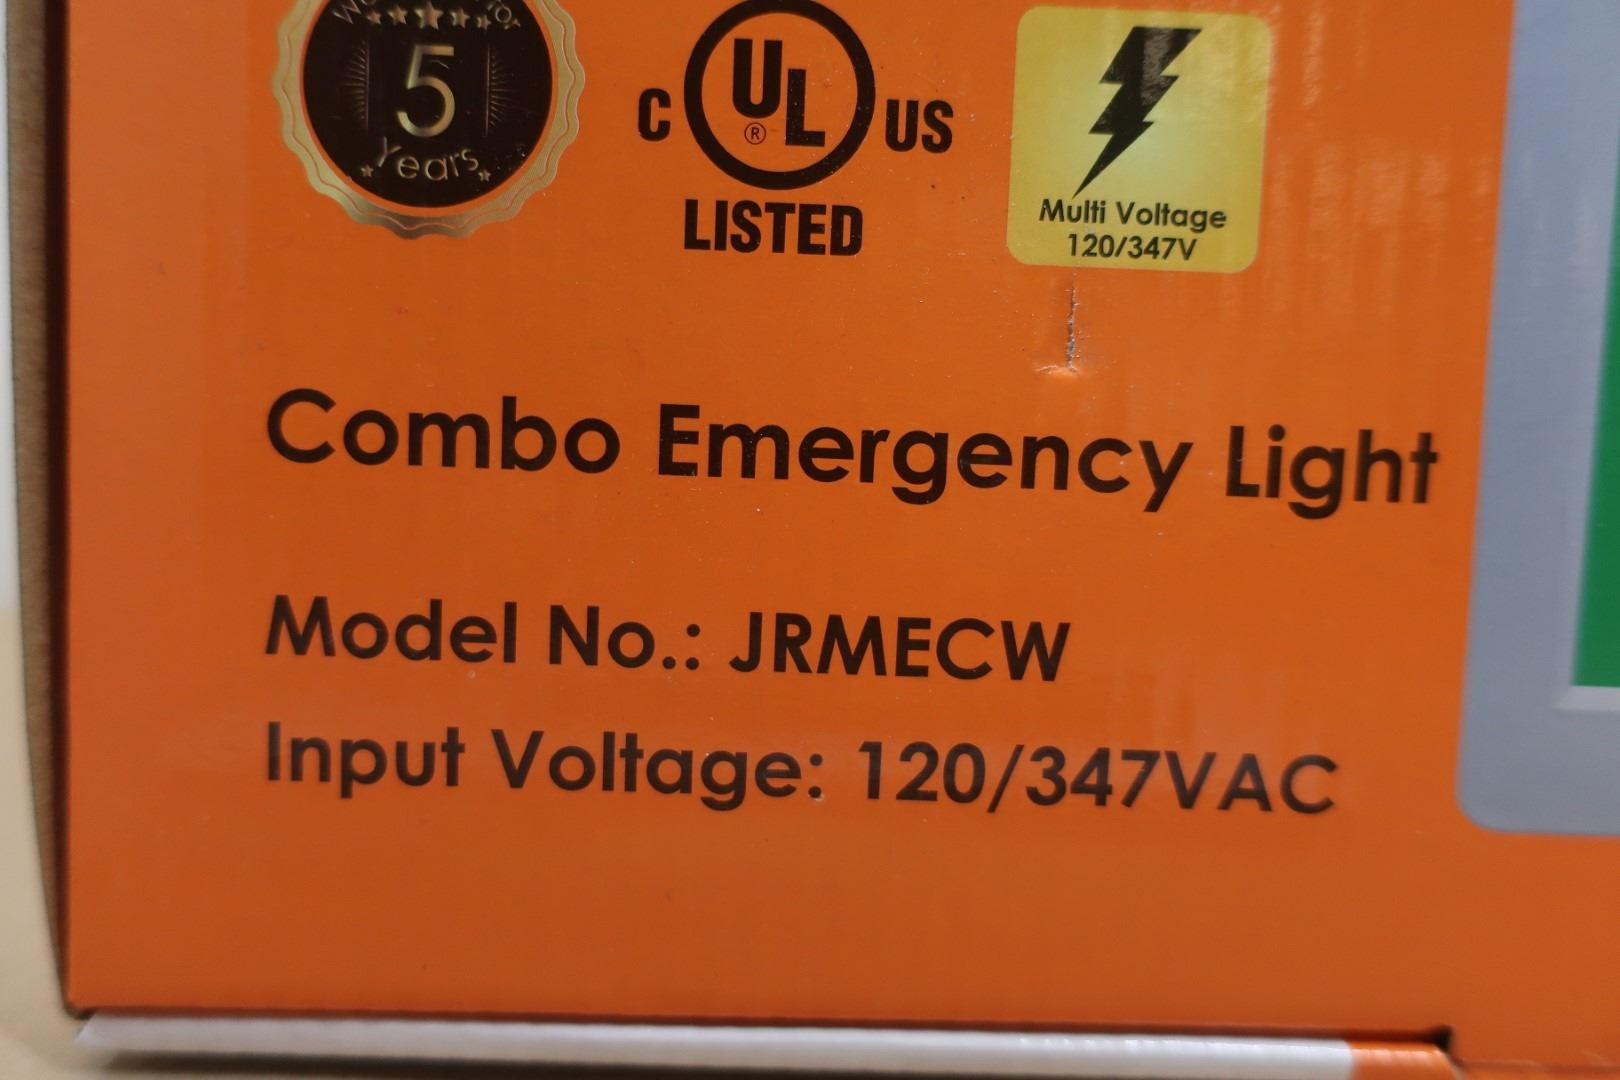 5
Years
C UL® US
LISTED
Multi Voltage
120/347V
Combo Emergency Light
Model No.: JRMECW
Input Voltage: 120/347VAC